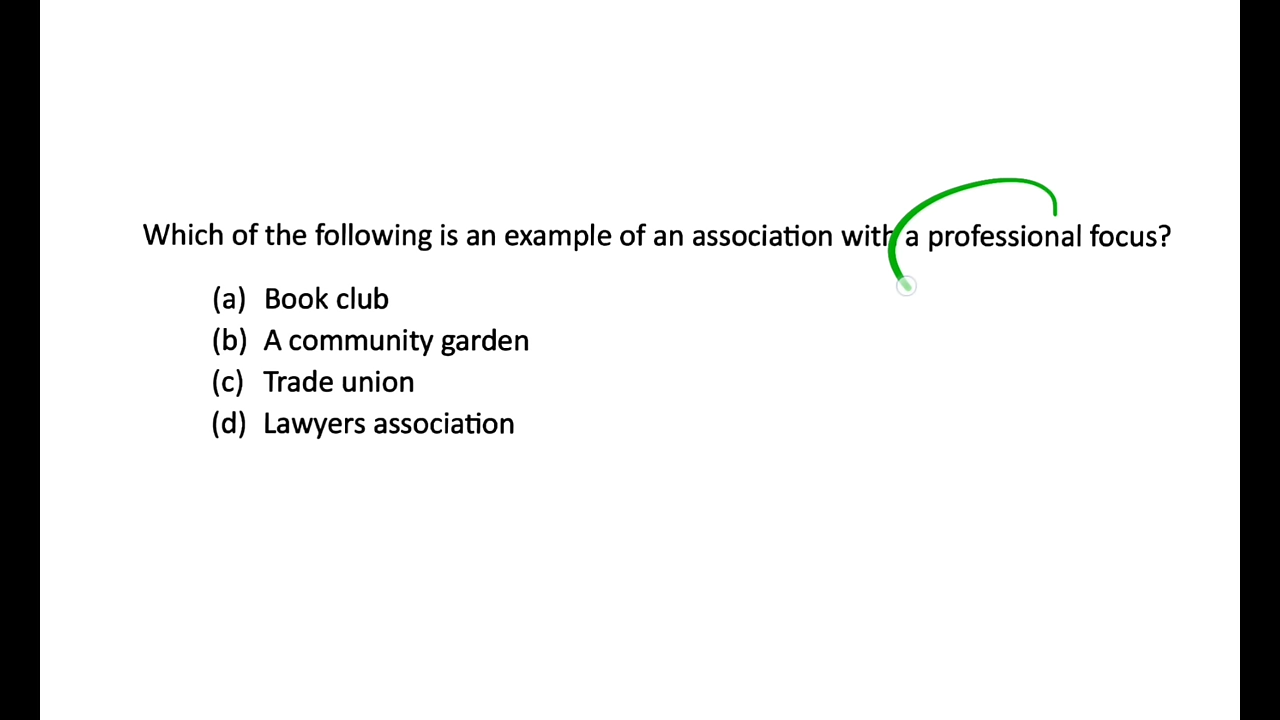 Which of the following is an example of an association with a professional focus?
(a) Book club
(b) A community garden
(c) Trade union
(d) Lawyers association